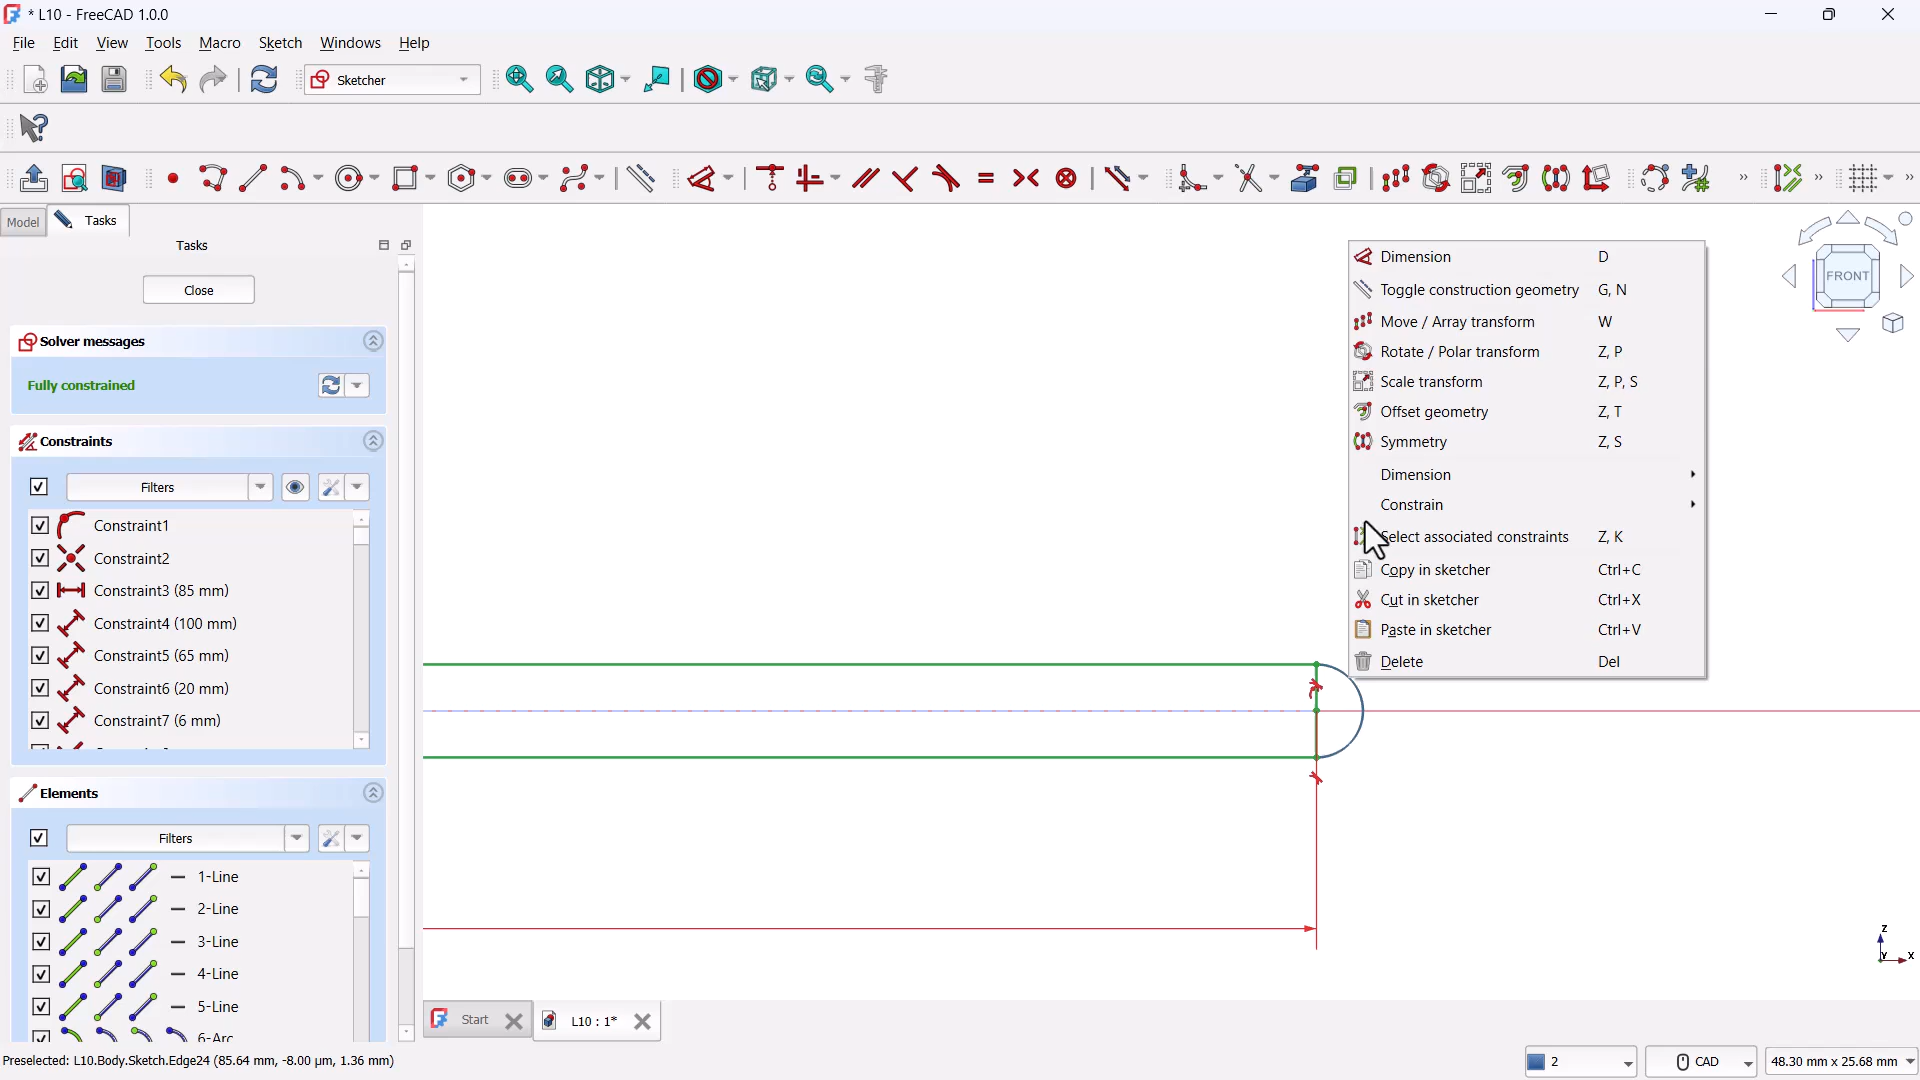 * L10 - FreeCAD 1.0.0
File Edit View Tools Macro Sketch Windows Help
Sketcher
Model Tasks
Tasks
Close
Solver messages
Fully constrained
Constraints
Filters
Constraint1
Constraint2
Constraint3 (85 mm)
Constraint4 (100 mm)
Constraint5 (65 mm)
Constraint6 (20 mm)
Constraint7 (6 mm)
Elements
Filters
1-Line
2-Line
3-Line
4-Line
5-Line
6-Arc
Dimension D
Toggle construction geometry G, N
Move / Array transform W
Rotate / Polar transform Z, P
Scale transform Z, P, S
Offset geometry Z, T
Symmetry Z, S
Dimension
Constrain
Select associated constraints Z, K
Copy in sketcher Ctrl+C
Cut in sketcher Ctrl+X
Paste in sketcher Ctrl+V
Delete Del
FRONT
Z
Y X
Start L10 : 1*
Preselected: L10.Body.Sketch.Edge24 (85.64 mm, -8.00 µm, 1.36 mm)
2 CAD 48.30 mm x 25.68 mm